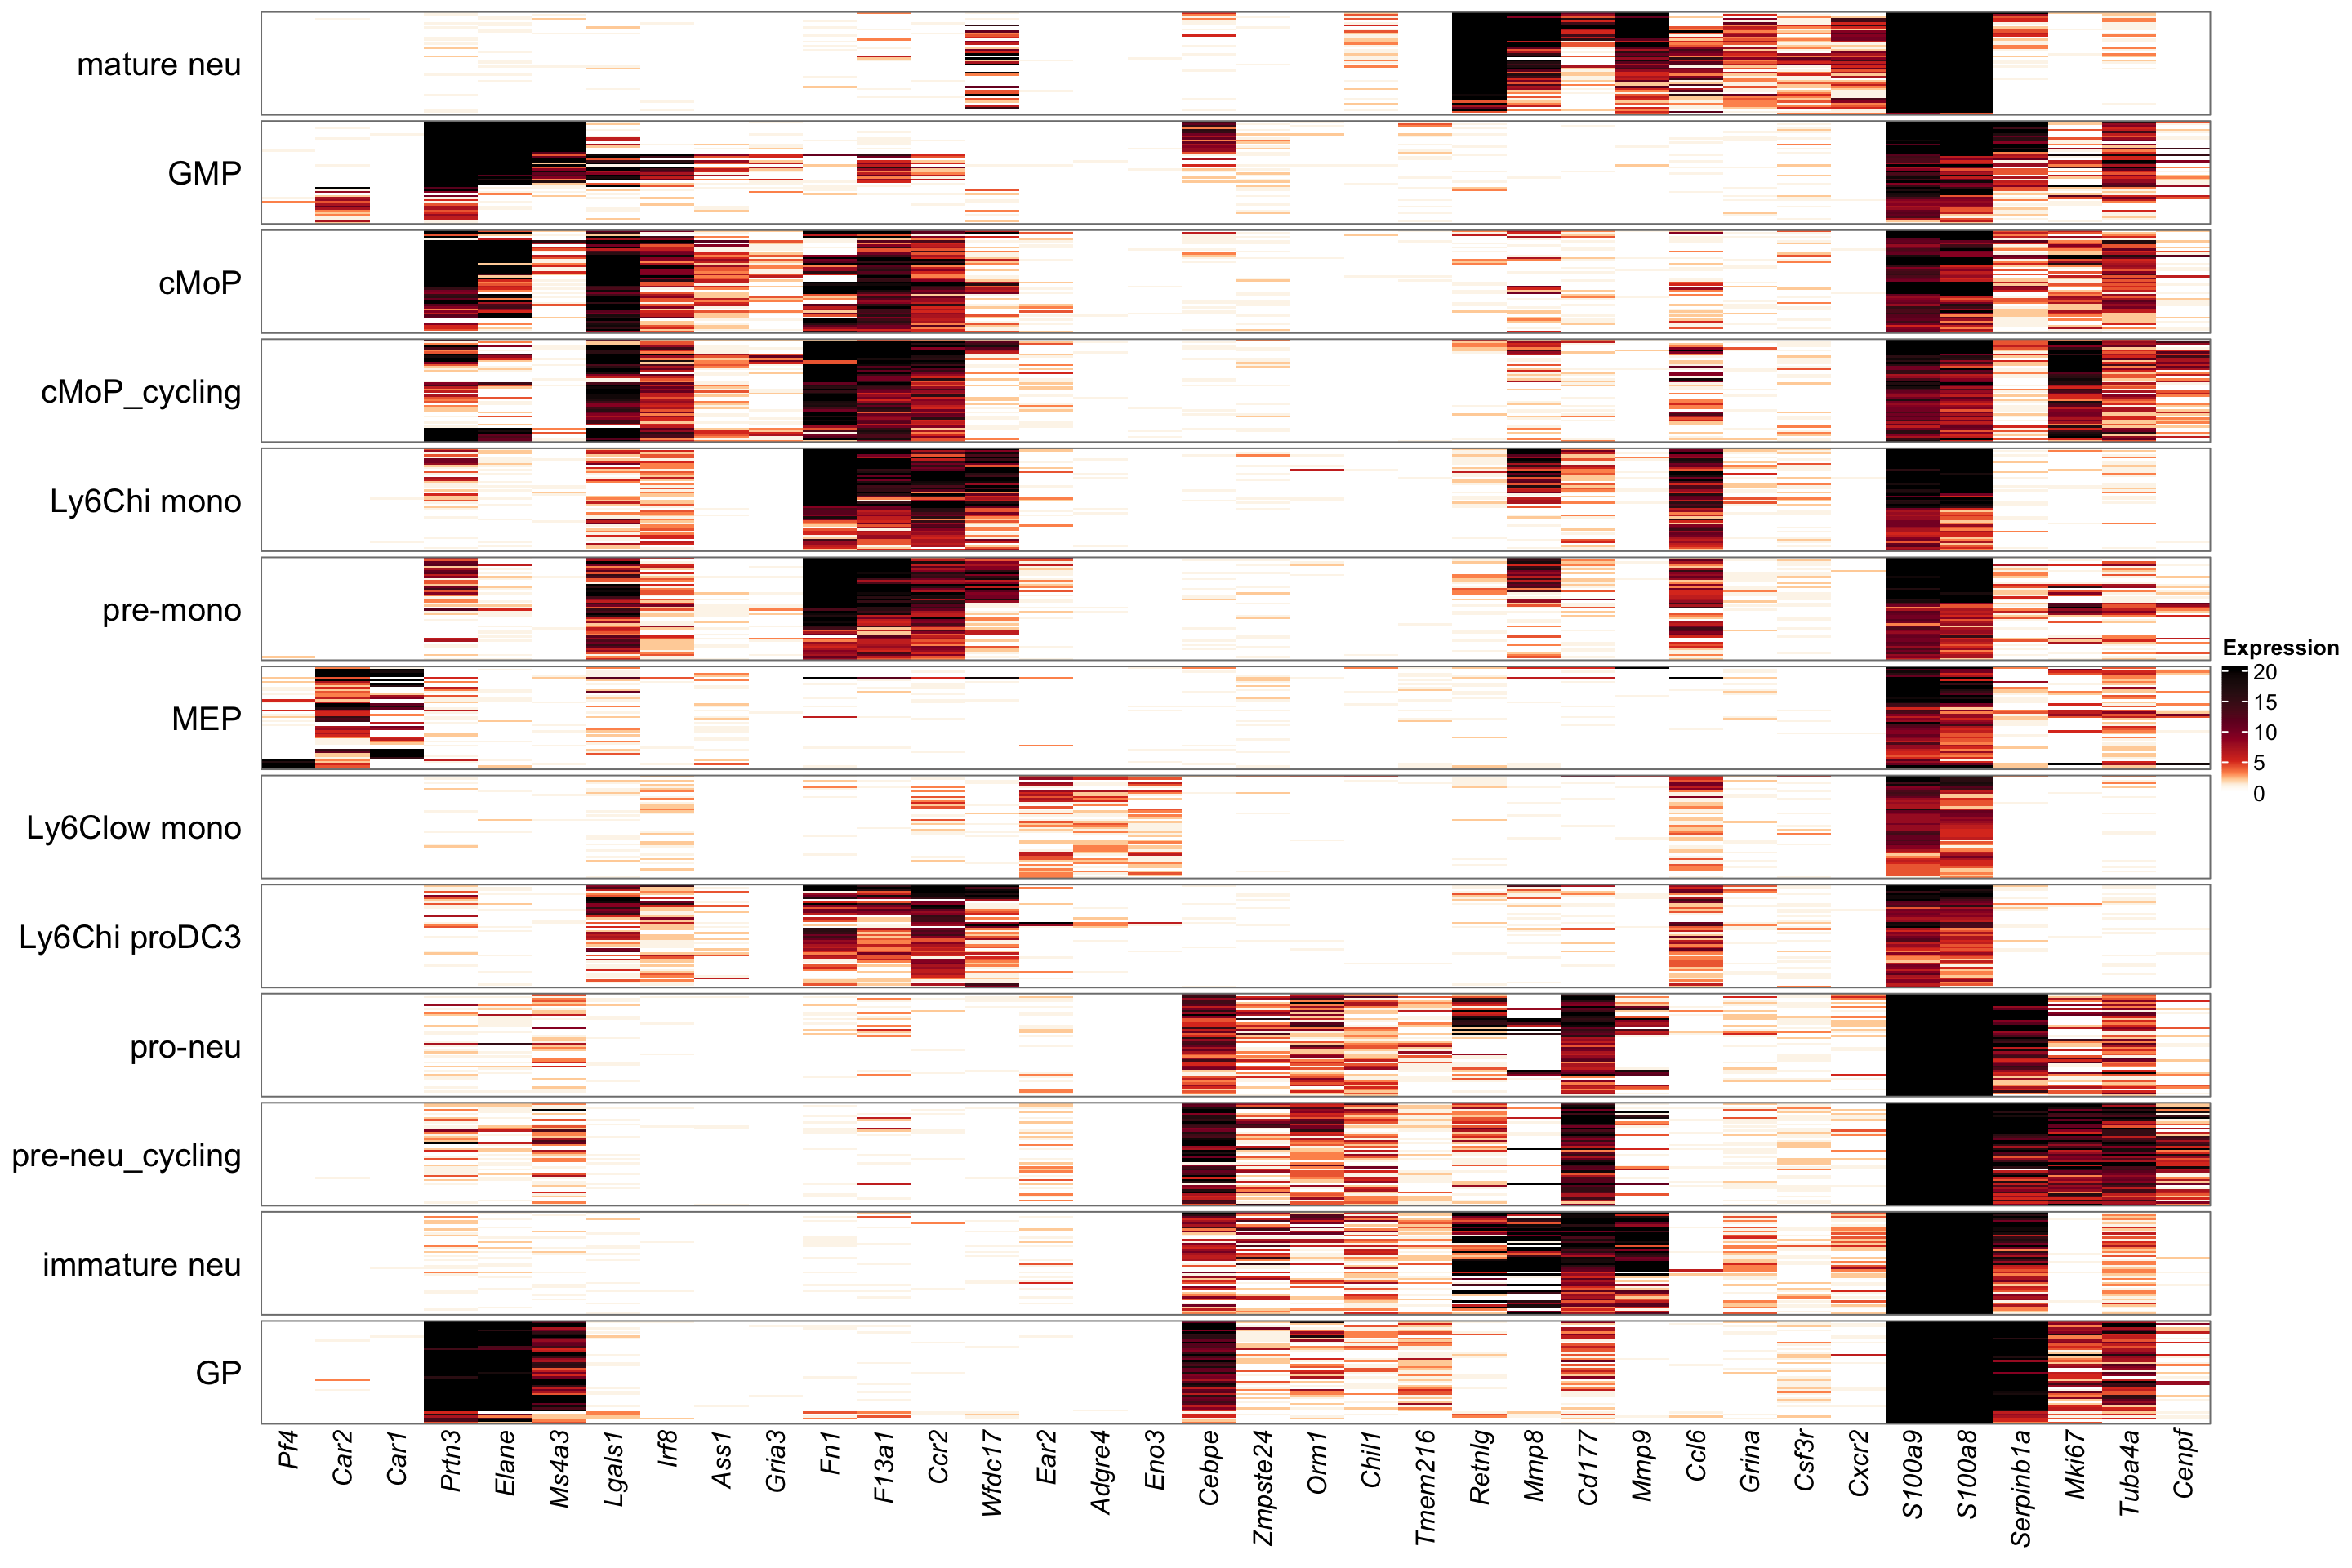 mature neu
GMP
cMoP
cMoP_cycling
Ly6Chi mono
pre-mono
MEP
Ly6Clow mono
Ly6Chi proDC3
pro-neu
pre-neu_cycling
immature neu
GP
Expression
20
15
10
5
0
Pf4
Car2
Car1
Prtn3
Elane
Ms4a3
Lgals1
Irf8
Ass1
Gria3
Fn1
F13a1
Ccr2
Wfdc17
Ear2
Adgre4
Eno3
Cebpe
Zmpste24
Orm1
Chil1
Tmem216
Retnlg
Mmp8
Cd177
Mmp9
Ccl6
Grina
Csf3r
Cxcr2
S100a9
S100a8
Serpinb1a
Mki67
Tuba4a
Cenpf